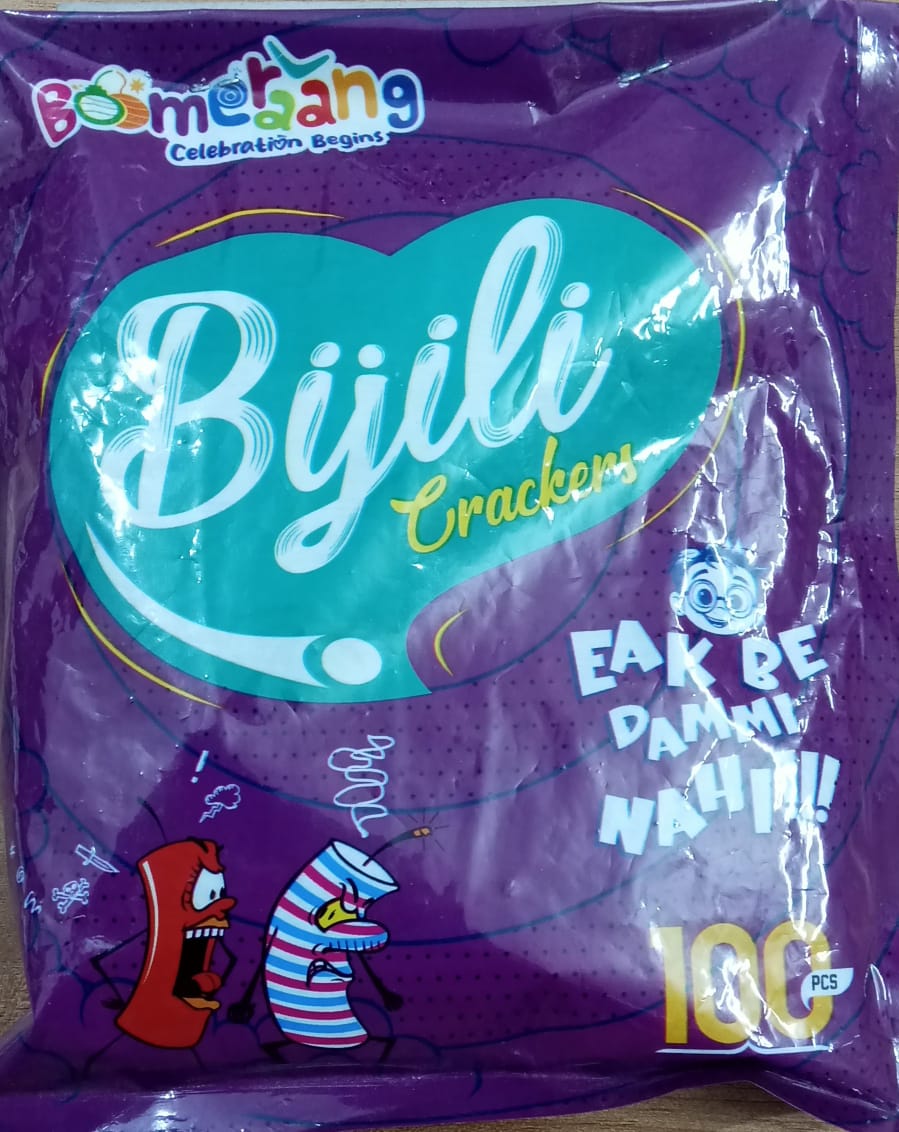 Boomeraang
Celebration Begins
Bijili
Crackers
EAK BE
DAMMI
NAHI!!!!
!
100
PCS